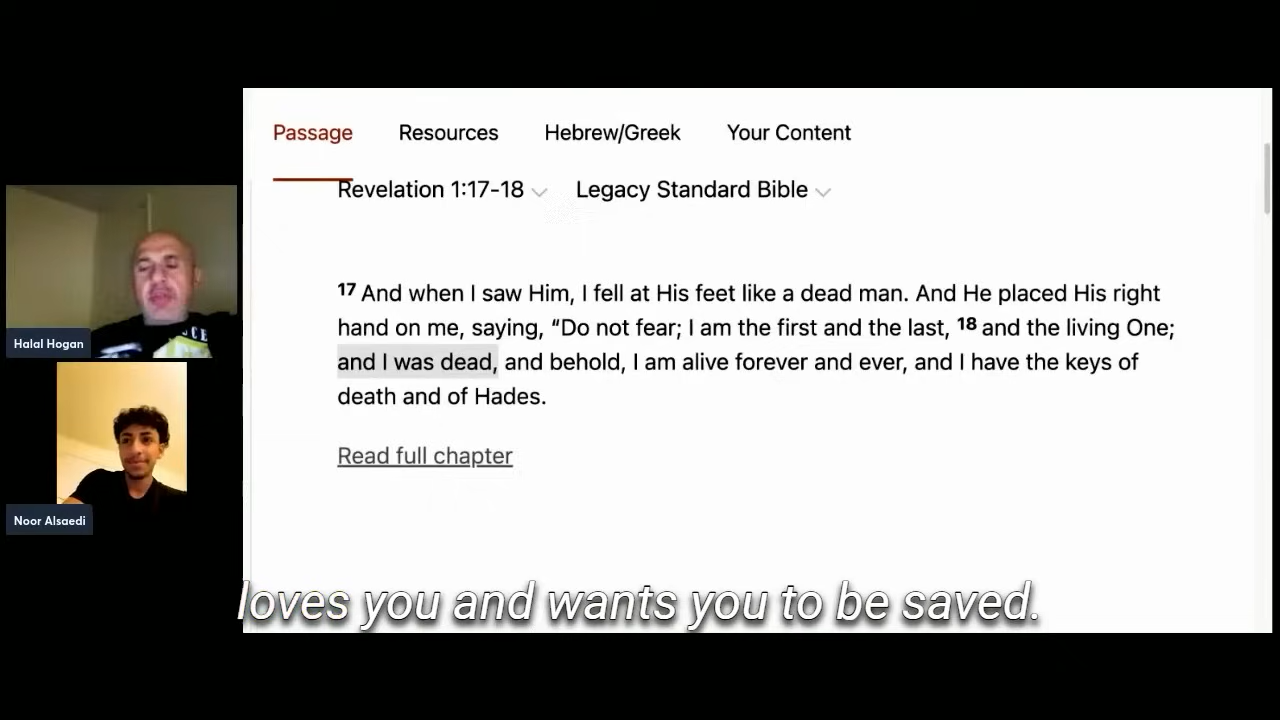 Passage Resources Hebrew/Greek Your Content
Revelation 1:17-18 Legacy Standard Bible
17 And when I saw Him, I fell at His feet like a dead man. And He placed His right
hand on me, saying, “Do not fear; I am the first and the last, 18 and the living One;
and I was dead, and behold, I am alive forever and ever, and I have the keys of
death and of Hades.
Read full chapter
Halal Hogan
Noor Alsaedi
loves you and wants you to be saved.